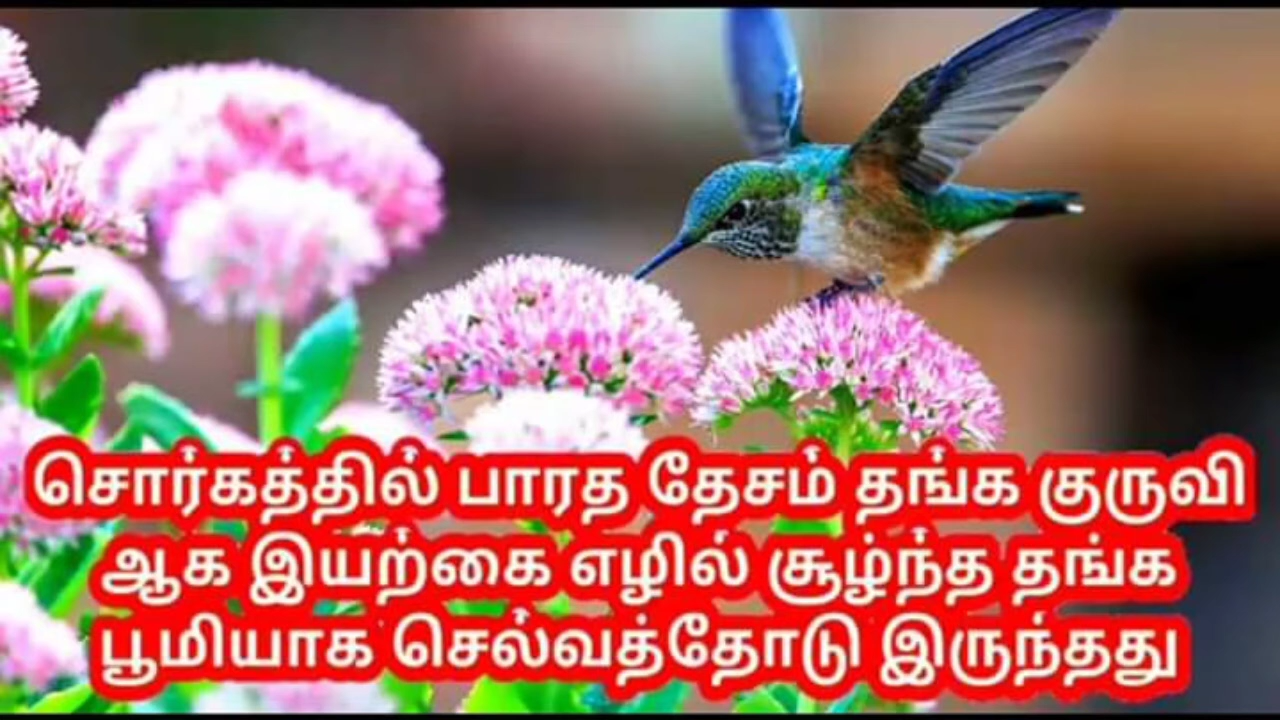 சொர்கத்தில் பாரத தேசம் தங்க குருவி
ஆக இயற்கை எழில் சூழ்ந்த தங்க
பூமியாக செல்வத்தோடு இருந்தது